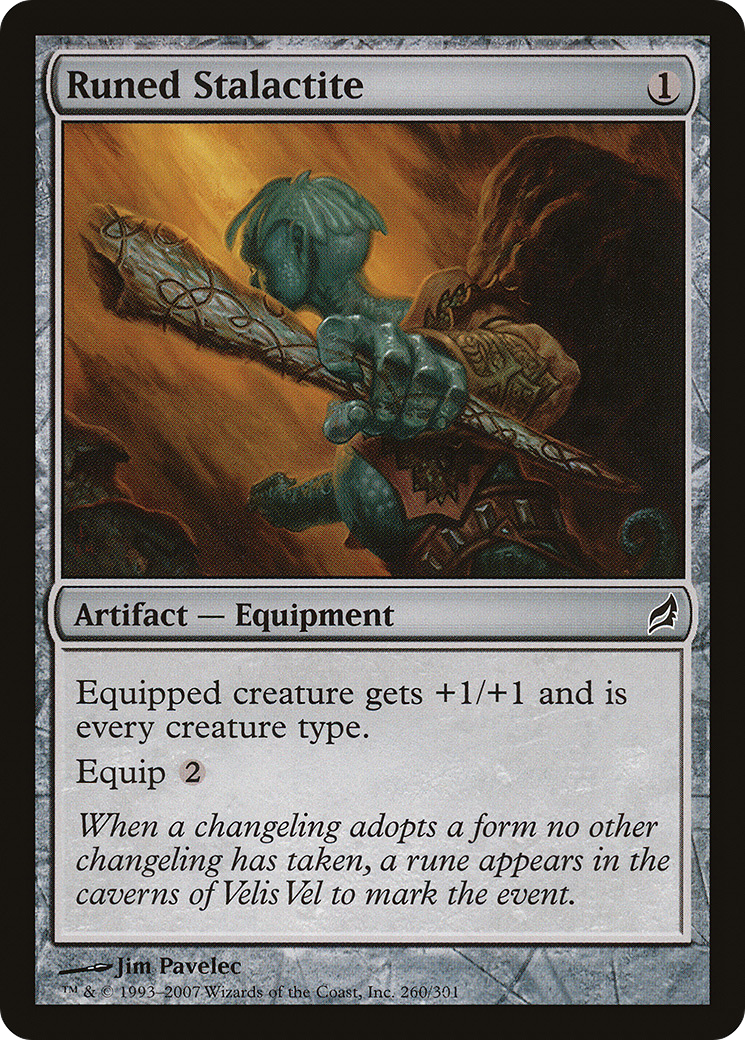 Runed Stalactite 1
Artifact — Equipment
Equipped creature gets +1/+1 and is
every creature type.
Equip 2
When a changeling adopts a form no other
changeling has taken, a rune appears in the
caverns of Velis Vel to mark the event.
Jim Pavelec
™ & © 1993–2007 Wizards of the Coast, Inc. 260/301